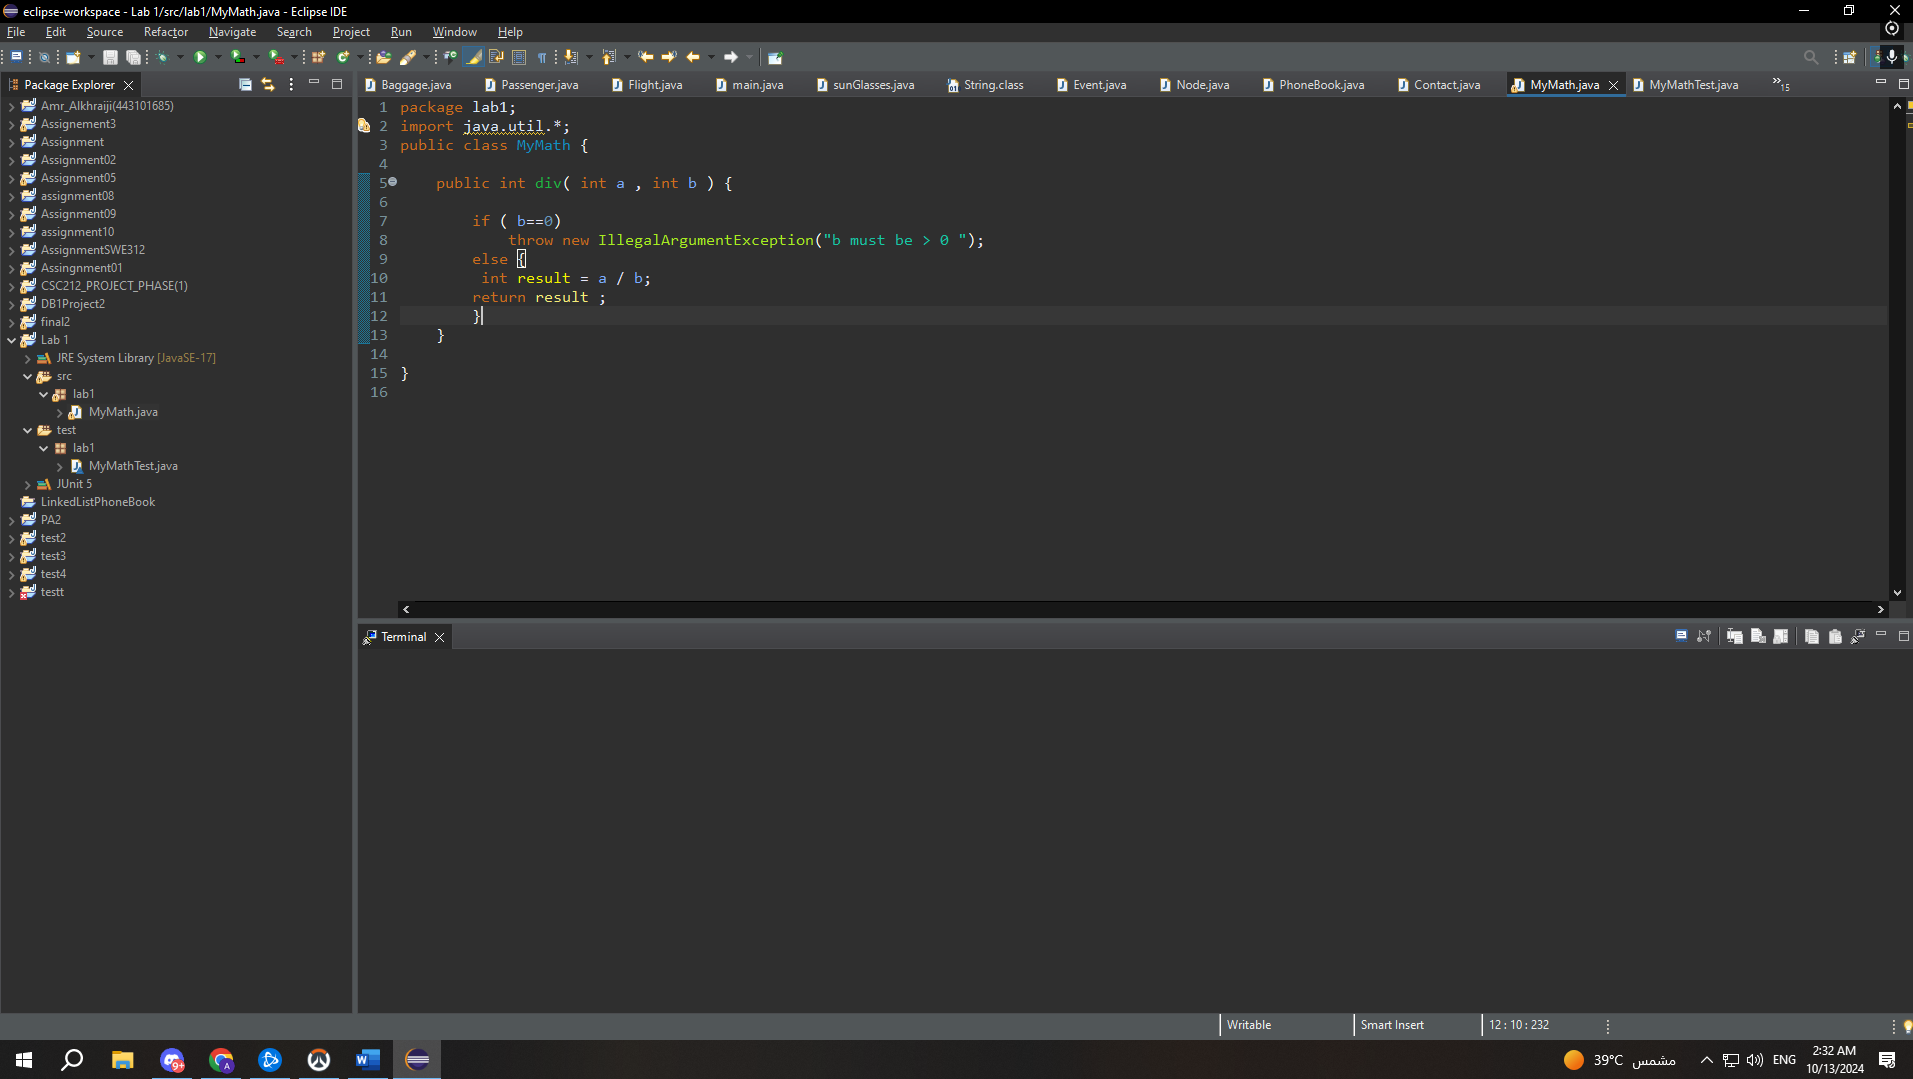 eclipse-workspace - Lab 1/src/lab1/MyMath.java - Eclipse IDE
File Edit Source Refactor Navigate Search Project Run Window Help
Package Explorer
Baggage.java Passenger.java Flight.java main.java sunGlasses.java String.class Event.java Node.java PhoneBook.java Contact.java MyMath.java MyMathTest.java »15
Amr_Alkhraiji(443101685)
Assignement3
Assignment
Assignment02
Assignment05
assignment08
Assignment09
assignment10
AssignmentSWE312
Assingnment01
CSC212_PROJECT_PHASE(1)
DB1Project2
final2
Lab 1
JRE System Library [JavaSE-17]
src
lab1
MyMath.java
test
lab1
MyMathTest.java
JUnit 5
LinkedListPhoneBook
PA2
test2
test3
test4
testt
1 package lab1;
2 import java.util.*;
3 public class MyMath {
4
5 public int div( int a , int b ) {
6
7 if ( b==0)
8 throw new IllegalArgumentException("b must be > 0 ");
9 else {
10 int result = a / b;
11 return result ;
12 }
13 }
14
15 }
16
Terminal
Writable Smart Insert 12 : 10 : 232
9+ A W 39°C مشمس ENG 2:32 AM
10/13/2024